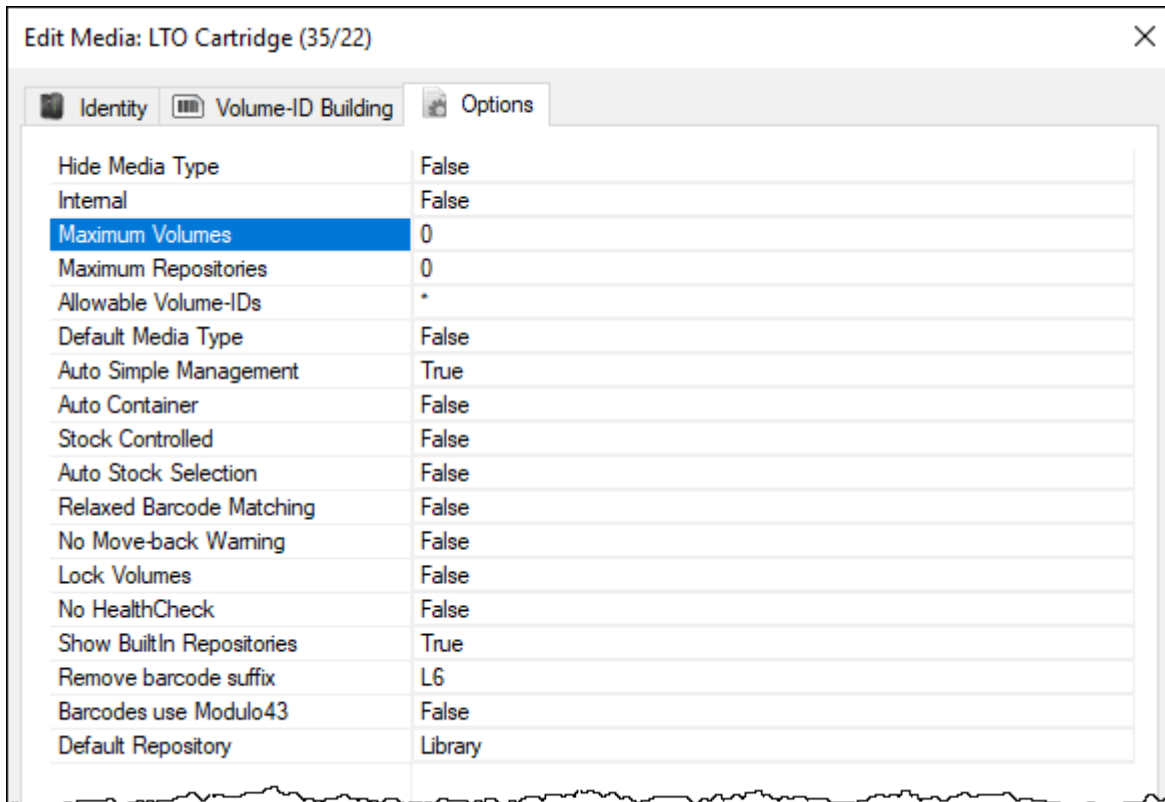 Edit Media: LTO Cartridge (35/22)
Identity Volume-ID Building Options
Hide Media Type False
Internal False
Maximum Volumes 0
Maximum Repositories 0
Allowable Volume-IDs *
Default Media Type False
Auto Simple Management True
Auto Container False
Stock Controlled False
Auto Stock Selection False
Relaxed Barcode Matching False
No Move-back Warning False
Lock Volumes False
No HealthCheck False
Show BuiltIn Repositories True
Remove barcode suffix L6
Barcodes use Modulo43 False
Default Repository Library